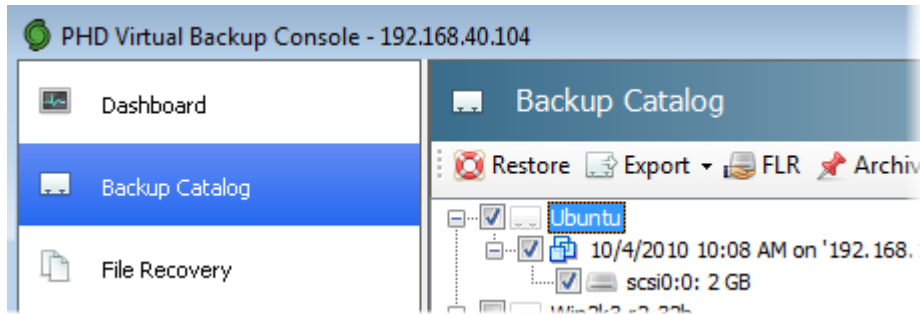 PHD Virtual Backup Console - 192.168.40.104
Dashboard
Backup Catalog
File Recovery
Backup Catalog
Restore Export FLR Archiv
Ubuntu
10/4/2010 10:08 AM on '192.168.
scsi0:0: 2 GB